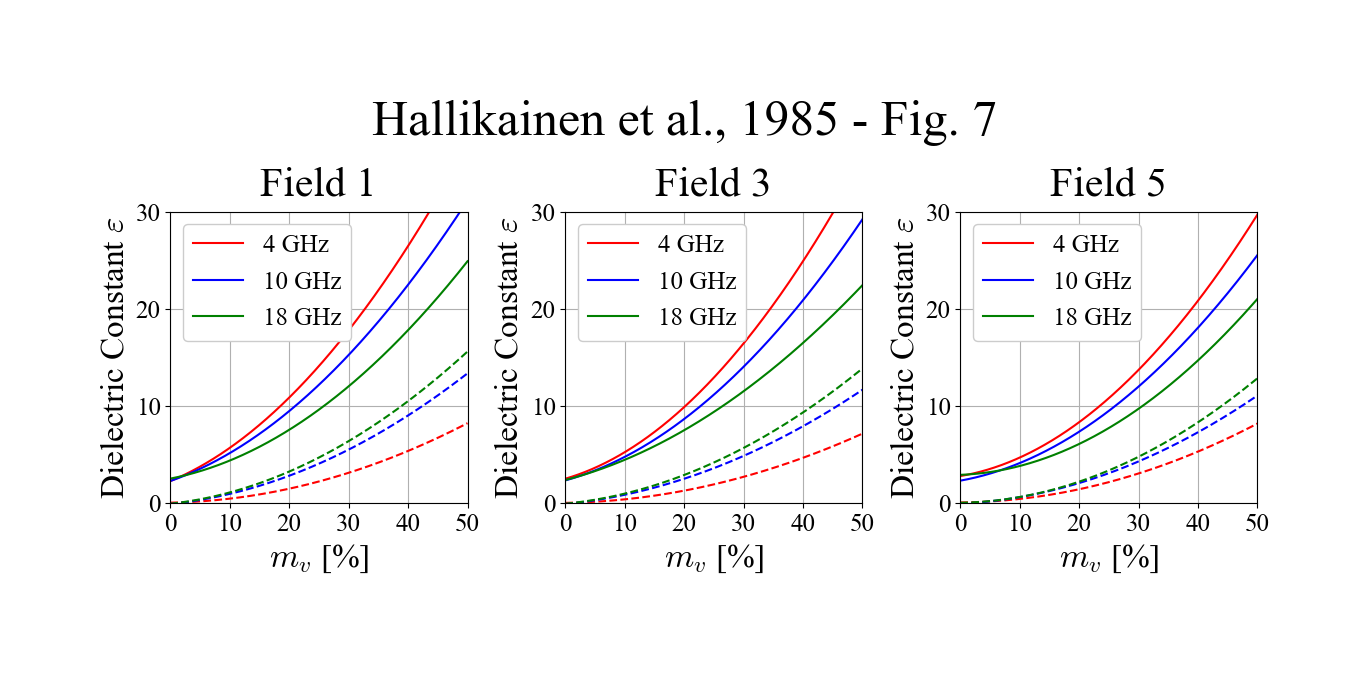 Hallikainen et al., 1985 - Fig. 7
Field 1
Dielectric Constant ε
30
20
10
0
4 GHz
10 GHz
18 GHz
0 10 20 30 40 50
m_v [%]
Field 3
Dielectric Constant ε
30
20
10
0
4 GHz
10 GHz
18 GHz
0 10 20 30 40 50
m_v [%]
Field 5
Dielectric Constant ε
30
20
10
0
4 GHz
10 GHz
18 GHz
0 10 20 30 40 50
m_v [%]